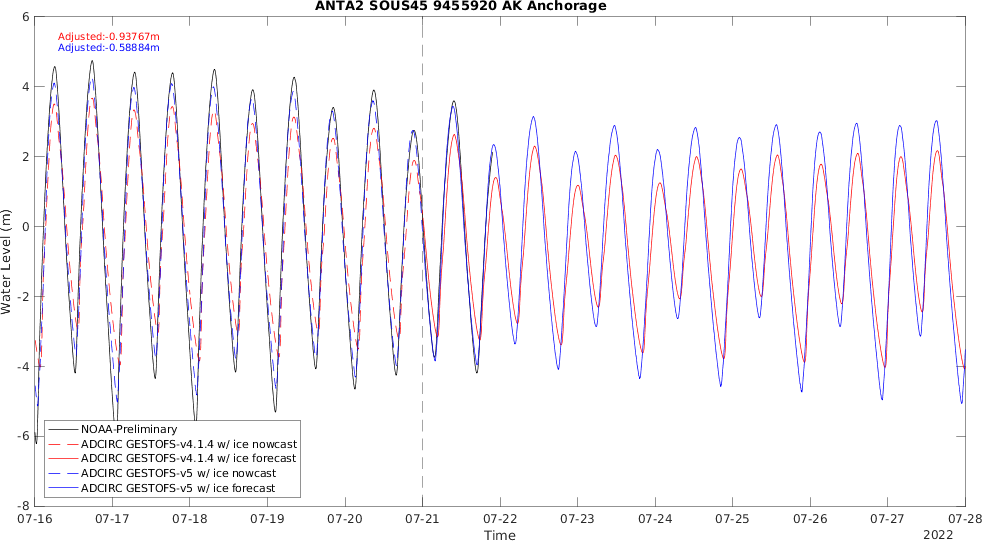 ANTA2 SOUS45 9455920 AK Anchorage
Adjusted:-0.93767m
Adjusted:-0.58884m
6
4
2
0
-2
-4
-6
-8
Water Level (m)
NOAA-Preliminary
ADCIRC GESTOFS-v4.1.4 w/ ice nowcast
ADCIRC GESTOFS-v4.1.4 w/ ice forecast
ADCIRC GESTOFS-v5 w/ ice nowcast
ADCIRC GESTOFS-v5 w/ ice forecast
07-16 07-17 07-18 07-19 07-20 07-21 07-22 07-23 07-24 07-25 07-26 07-27 07-28
Time
2022